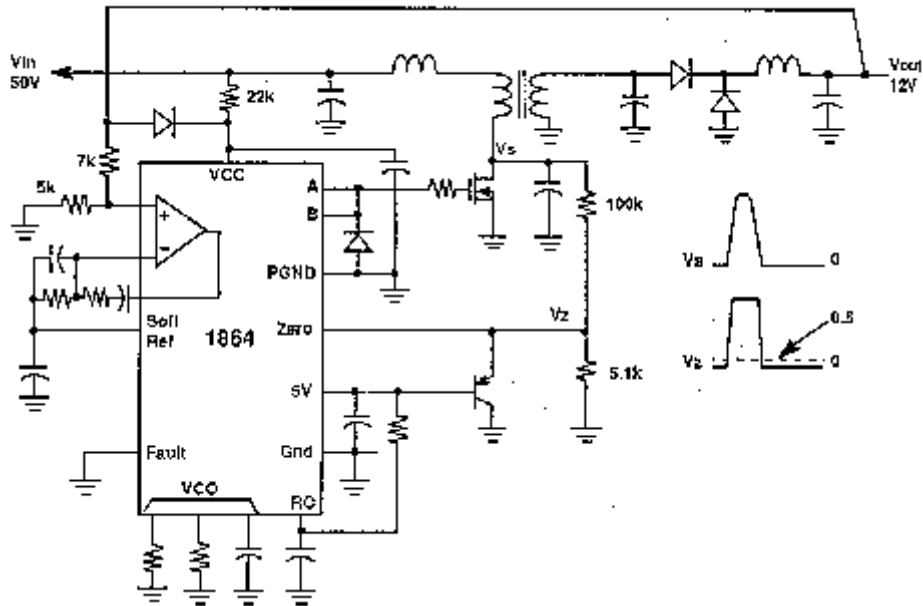 Vin
50V
22k
Vout
12V
7k
5k
VCC
A
B
PGND
Vs
100k
Soft
Ref
1864
Zero
Vz
5V
5.1k
Fault
Gnd
VCO
RC
Vs
0
0.5
Vz
0
+
−